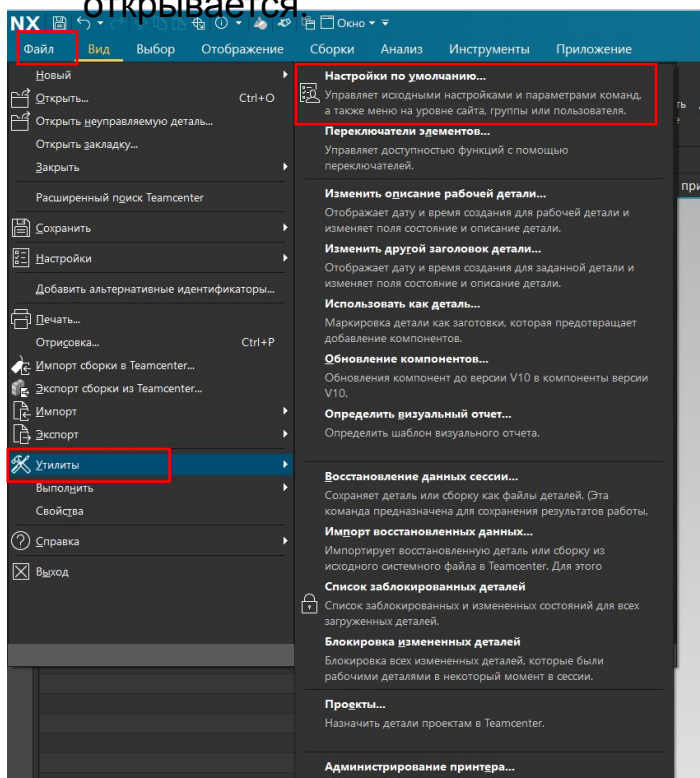 открывается.
NX Окно
Файл Вид Выбор Отображение Сборки Анализ Инструменты Приложение
Новый
Открыть... Ctrl+O
Открыть неуправляемую деталь...
Открыть закладку...
Закрыть
Расширенный поиск Teamcenter
Сохранить
Настройки
Добавить альтернативные идентификаторы...
Печать...
Отрисовка... Ctrl+P
Импорт сборки в Teamcenter...
Экспорт сборки из Teamcenter...
Импорт
Экспорт
Утилиты
Выполнить
Свойства
Справка
Выход
Настройки по умолчанию...
Управляет исходными настройками и параметрами команд,
а также меню на уровне сайта, группы или пользователя.
Переключатели элементов...
Управляет доступностью функций с помощью
переключателей.
Изменить описание рабочей детали...
Отображает дату и время создания для рабочей детали и
изменяет поля состояние и описание детали.
Изменить другой заголовок детали...
Отображает дату и время создания для заданной детали и
изменяет поля состояние и описание детали.
Использовать как деталь...
Маркировка детали как заготовки, которая предотвращает
добавление компонентов.
Обновление компонентов...
Обновления компонент до версии V10 в компоненты версии
V10.
Определить визуальный отчет...
Определить шаблон визуального отчета.
Восстановление данных сессии...
Сохраняет деталь или сборку как файлы деталей. (Эта
команда предназначена для сохранения результатов работы,
Импорт восстановленных данных...
Импортирует восстановленную деталь или сборку из
исходного системного файла в Teamcenter. Для этого
Список заблокированных деталей
Список заблокированных и измененных состояний для всех
загруженных деталей.
Блокировка измененных деталей
Блокировка всех измененных деталей, которые были
рабочими деталями в некоторый момент в сессии.
Проекты...
Назначить детали проектам в Teamcenter.
Администрирование принтера...
при